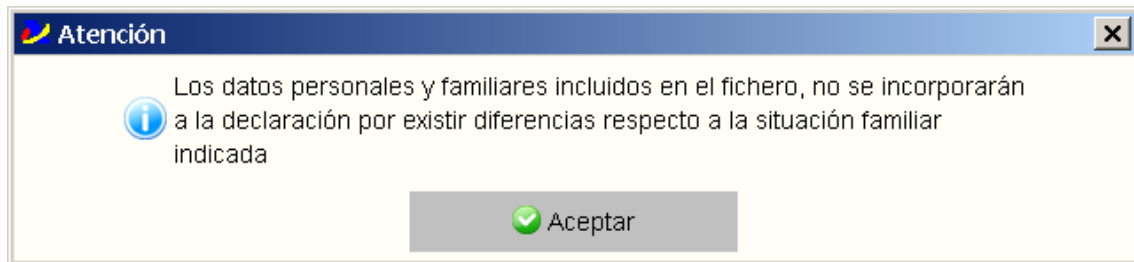 Atención
Los datos personales y familiares incluidos en el fichero, no se incorporarán
a la declaración por existir diferencias respecto a la situación familiar
indicada
Aceptar